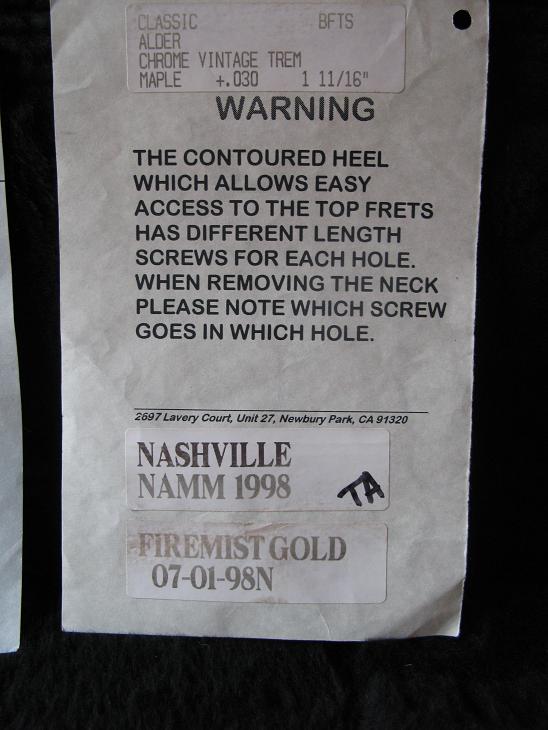 CLASSIC BFTS
ALDER
CHROME VINTAGE TREM
MAPLE +.030 1 11/16"
WARNING
THE CONTOURED HEEL
WHICH ALLOWS EASY
ACCESS TO THE TOP FRETS
HAS DIFFERENT LENGTH
SCREWS FOR EACH HOLE.
WHEN REMOVING THE NECK
PLEASE NOTE WHICH SCREW
GOES IN WHICH HOLE.
2697 Lavery Court, Unit 27, Newbury Park, CA 91320
NASHVILLE
NAMM 1998 TA
FIREMIST GOLD
07-01-98N